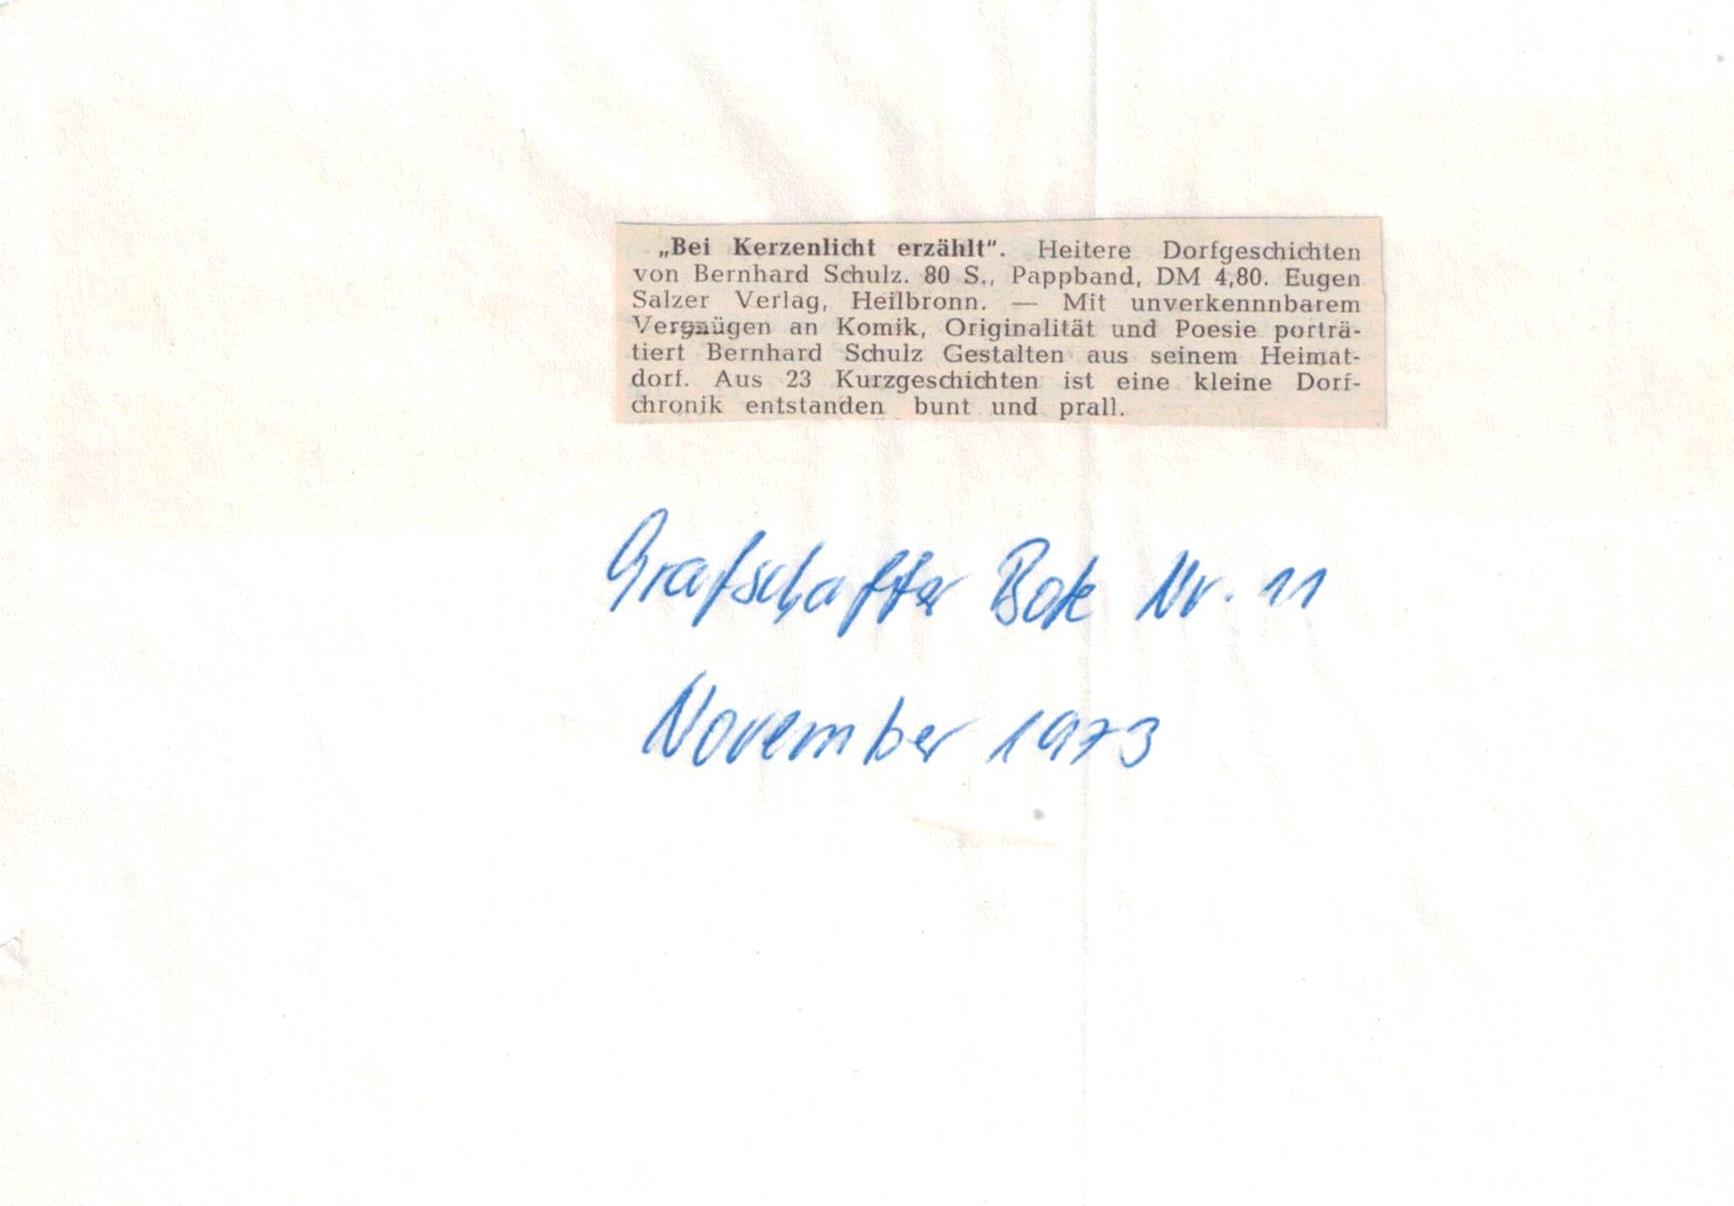 „Bei Kerzenlicht erzählt“. Heitere Dorfgeschichten
von Bernhard Schulz. 80 S., Pappband, DM 4,80. Eugen
Salzer Verlag, Heilbronn. — Mit unverkennnbarem
Vergnügen an Komik, Originalität und Poesie porträ-
tiert Bernhard Schulz Gestalten aus seinem Heimat-
dorf. Aus 23 Kurzgeschichten ist eine kleine Dorf-
chronik entstanden bunt und prall.
Grafschafter Bote Nr. 11
November 1973